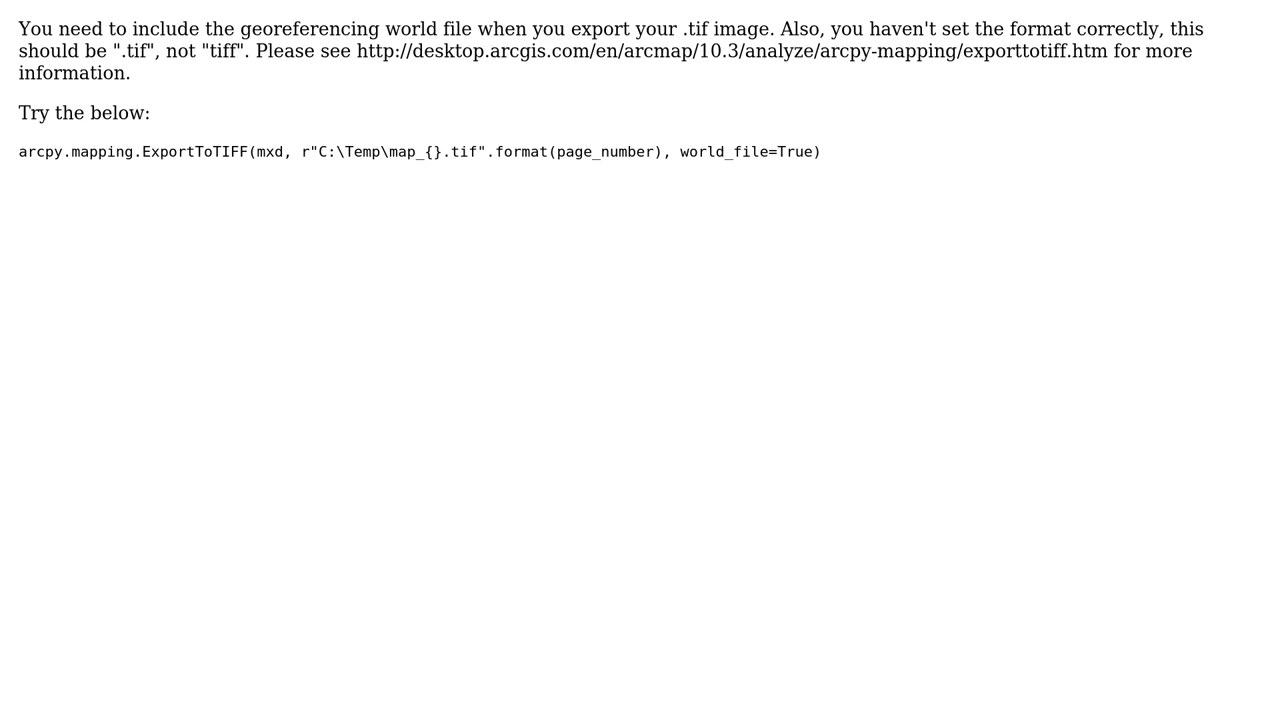 You need to include the georeferencing world file when you export your .tif image. Also, you haven't set the format correctly, this
should be ".tif", not "tiff". Please see http://desktop.arcgis.com/en/arcmap/10.3/analyze/arcpy-mapping/exporttotiff.htm for more
information.
Try the below:
arcpy.mapping.ExportToTIFF(mxd, r"C:\Temp\map_{}.tif".format(page_number), world_file=True)